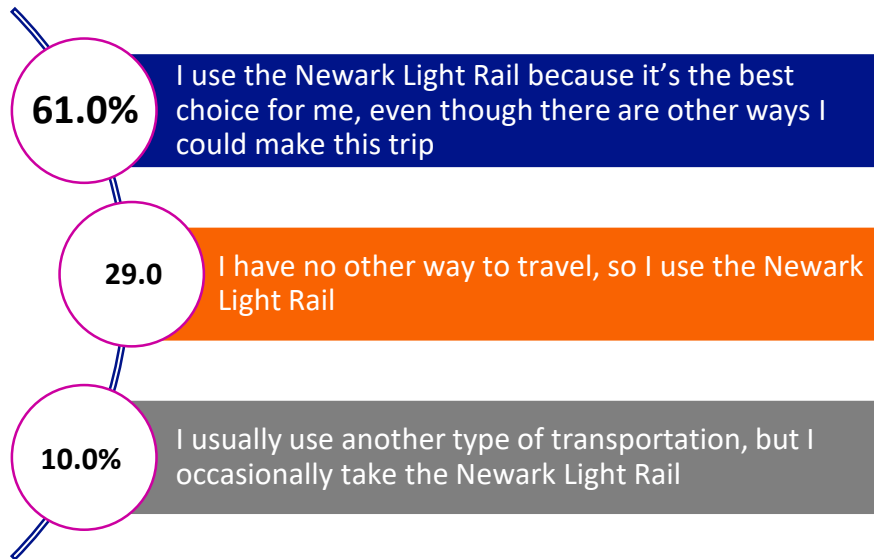 61.0%
I use the Newark Light Rail because it’s the best
choice for me, even though there are other ways I
could make this trip
29.0
I have no other way to travel, so I use the Newark
Light Rail
10.0%
I usually use another type of transportation, but I
occasionally take the Newark Light Rail